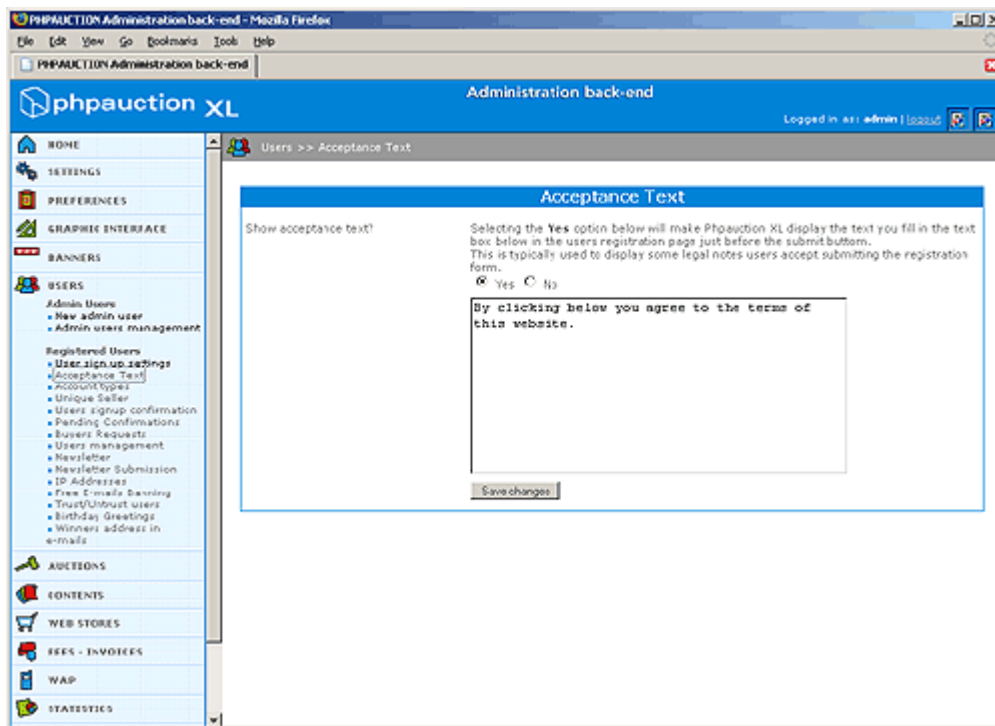 PHPAUCTION Administration back-end - Mozilla Firefox
File Edit View Go Bookmarks Tools Help
PHPAUCTION Administration back-end
phpauction XL
Administration back-end
Logged in as: admin | logout
HOME
SETTINGS
PREFERENCES
GRAPHIC INTERFACE
BANNERS
USERS
Admin Users
New admin user
Admin users management
Registered Users
User sign up settings
Acceptance Text
Account types
Unique Seller
Users signup confirmation
Pending Confirmations
Buyers Requests
Users management
Newsletter
Newsletter Submission
IP Addresses
Free E-mails Banning
Trust/Untrust users
Birthday Greetings
Winners address in
e-mails
AUCTIONS
CONTENTS
WEB STORES
FEES - INVOICES
WAP
STATISTICS
Users >> Acceptance Text
Acceptance Text
Show acceptance text?
Selecting the Yes option below will make Phpauction XL display the text you fill in the text
box below in the users registration page just before the submit buttom.
This is typically used to display some legal notes users accept submitting the registration
form.
Yes No
By clicking below you agree to the terms of
this website.
Save changes